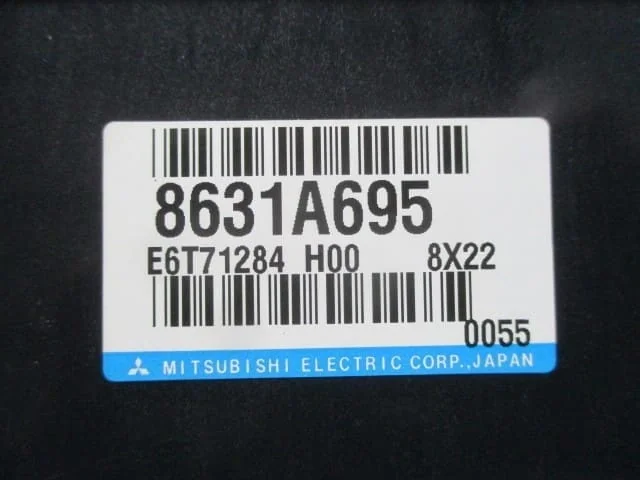 8631A695
E6T71284 H00 8X22
0055
MITSUBISHI ELECTRIC CORP.,JAPAN